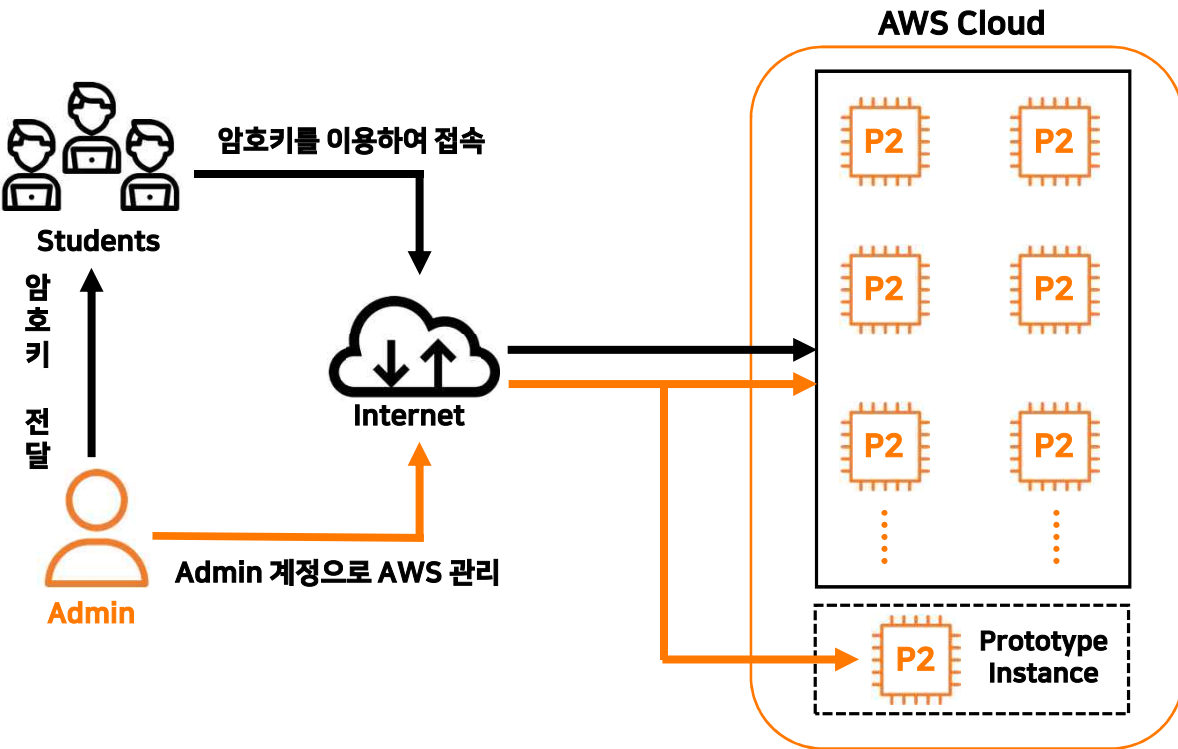 AWS Cloud
암호키를 이용하여 접속
P2
P2
Students
암호키 전달
P2
P2
Internet
P2
P2
Admin 계정으로 AWS 관리
Admin
P2
Prototype
Instance